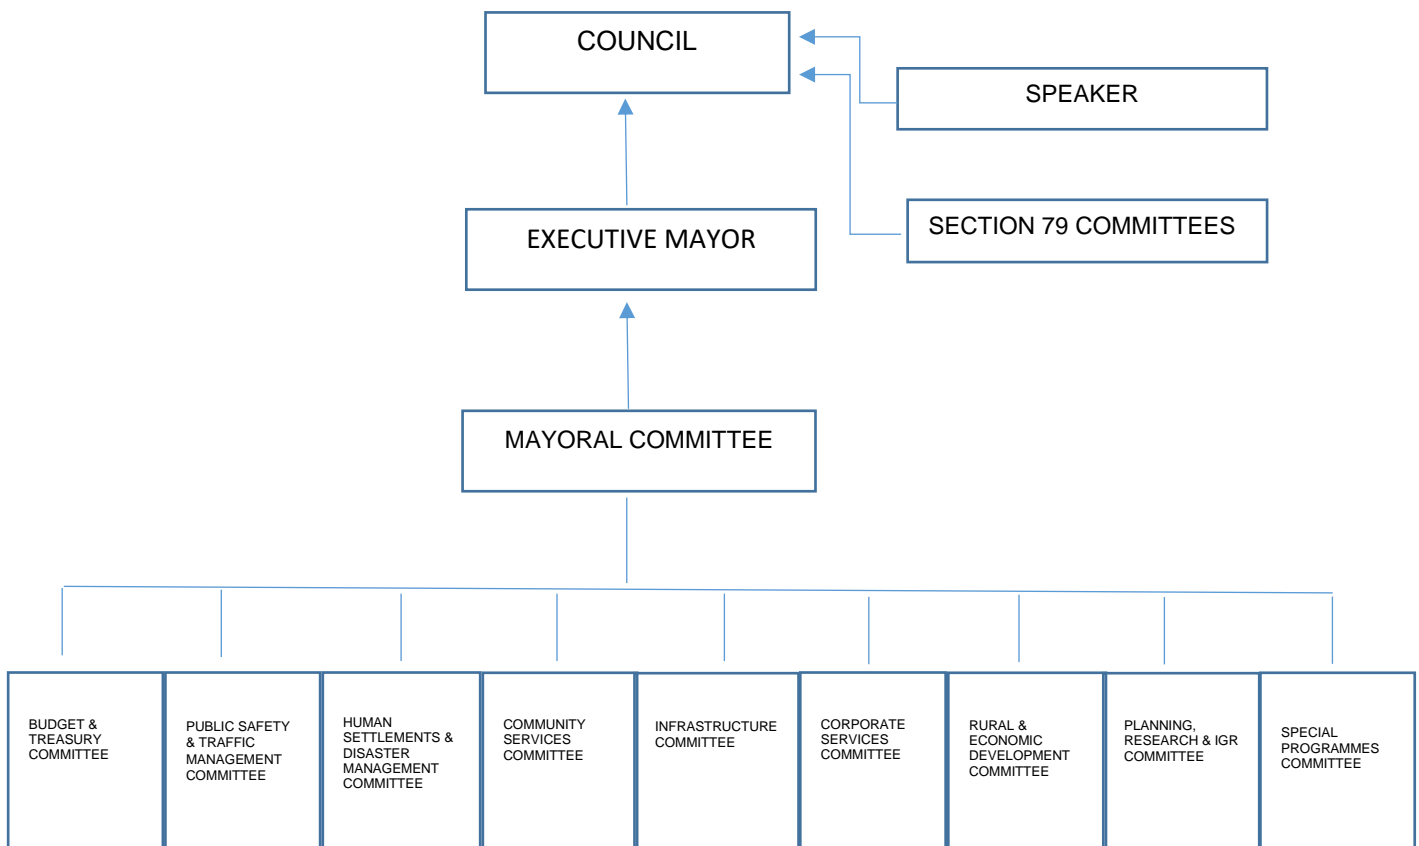 COUNCIL
SPEAKER
SECTION 79 COMMITTEES
EXECUTIVE MAYOR
MAYORAL COMMITTEE
BUDGET &
TREASURY
COMMITTEE
PUBLIC SAFETY
& TRAFFIC
MANAGEMENT
COMMITTEE
HUMAN
SETTLEMENTS &
DISASTER
MANAGEMENT
COMMITTEE
COMMUNITY
SERVICES
COMMITTEE
INFRASTRUCTURE
COMMITTEE
CORPORATE
SERVICES
COMMITTEE
RURAL &
ECONOMIC
DEVELOPMENT
COMMITTEE
PLANNING,
RESEARCH & IGR
COMMITTEE
SPECIAL
PROGRAMMES
COMMITTEE